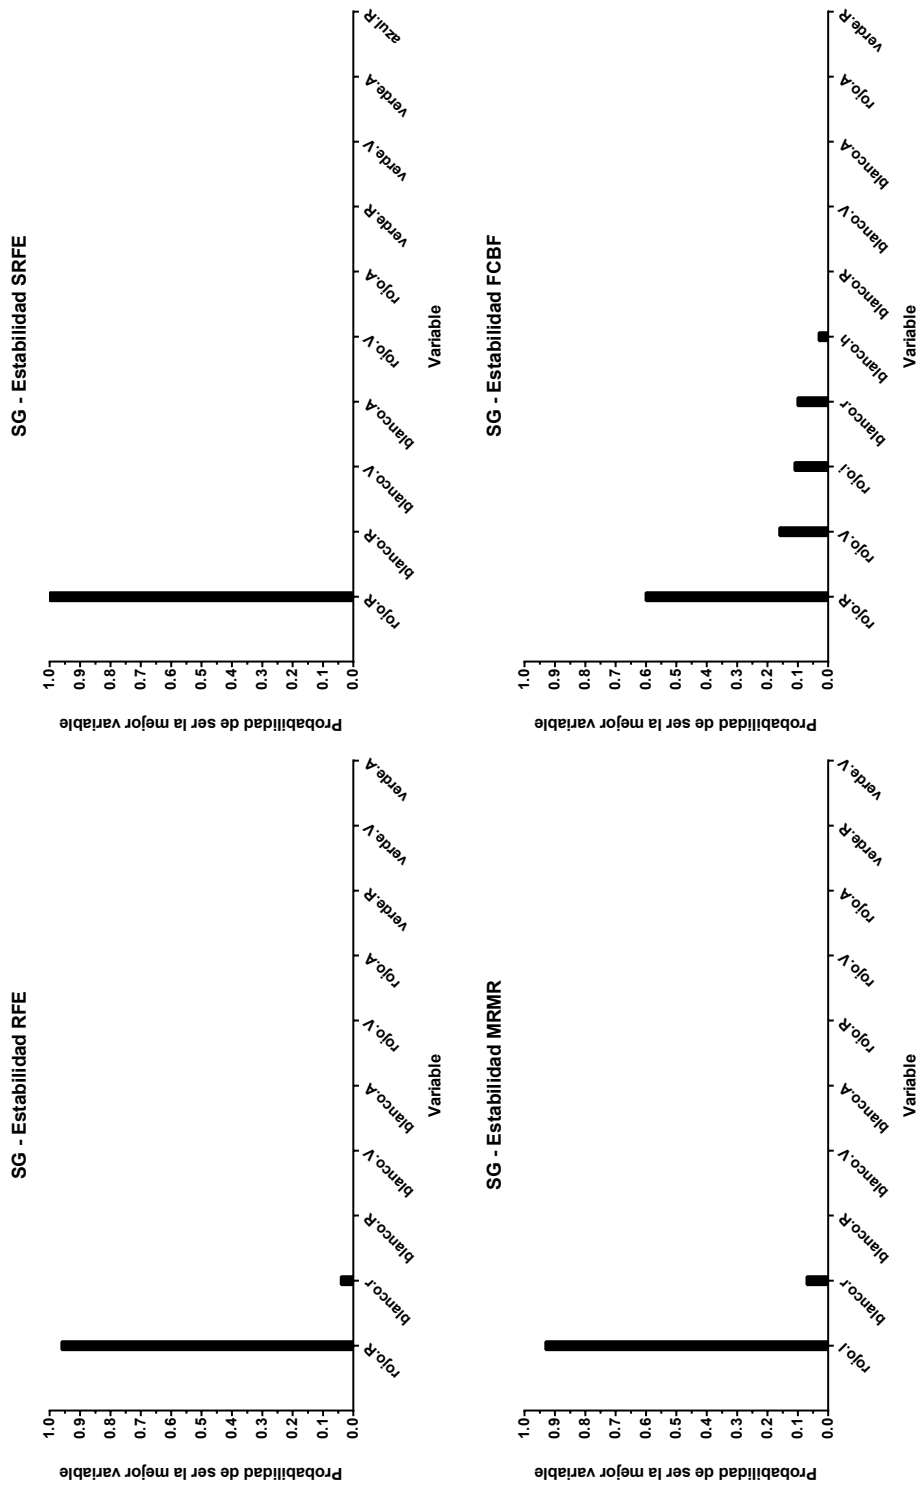 SG - Estabilidad RFE
Probabilidad de ser la mejor variable
1.0
0.9
0.8
0.7
0.6
0.5
0.4
0.3
0.2
0.1
0.0
rojo.R
blanco.r
blanco.R
blanco.V
blanco.A
rojo.V
rojo.A
verde.R
verde.V
verde.A
Variable
SG - Estabilidad SRFE
Probabilidad de ser la mejor variable
1.0
0.9
0.8
0.7
0.6
0.5
0.4
0.3
0.2
0.1
0.0
rojo.R
blanco.R
blanco.V
blanco.A
rojo.V
rojo.A
verde.R
verde.V
verde.A
azul.R
Variable
SG - Estabilidad MRMR
Probabilidad de ser la mejor variable
1.0
0.9
0.8
0.7
0.6
0.5
0.4
0.3
0.2
0.1
0.0
rojo.l
blanco.r
blanco.R
blanco.V
blanco.A
rojo.R
rojo.V
rojo.A
verde.R
verde.V
Variable
SG - Estabilidad FCBF
Probabilidad de ser la mejor variable
1.0
0.9
0.8
0.7
0.6
0.5
0.4
0.3
0.2
0.1
0.0
rojo.R
rojo.V
rojo.l
blanco.r
blanco.h
blanco.R
blanco.V
blanco.A
rojo.A
verde.R
Variable